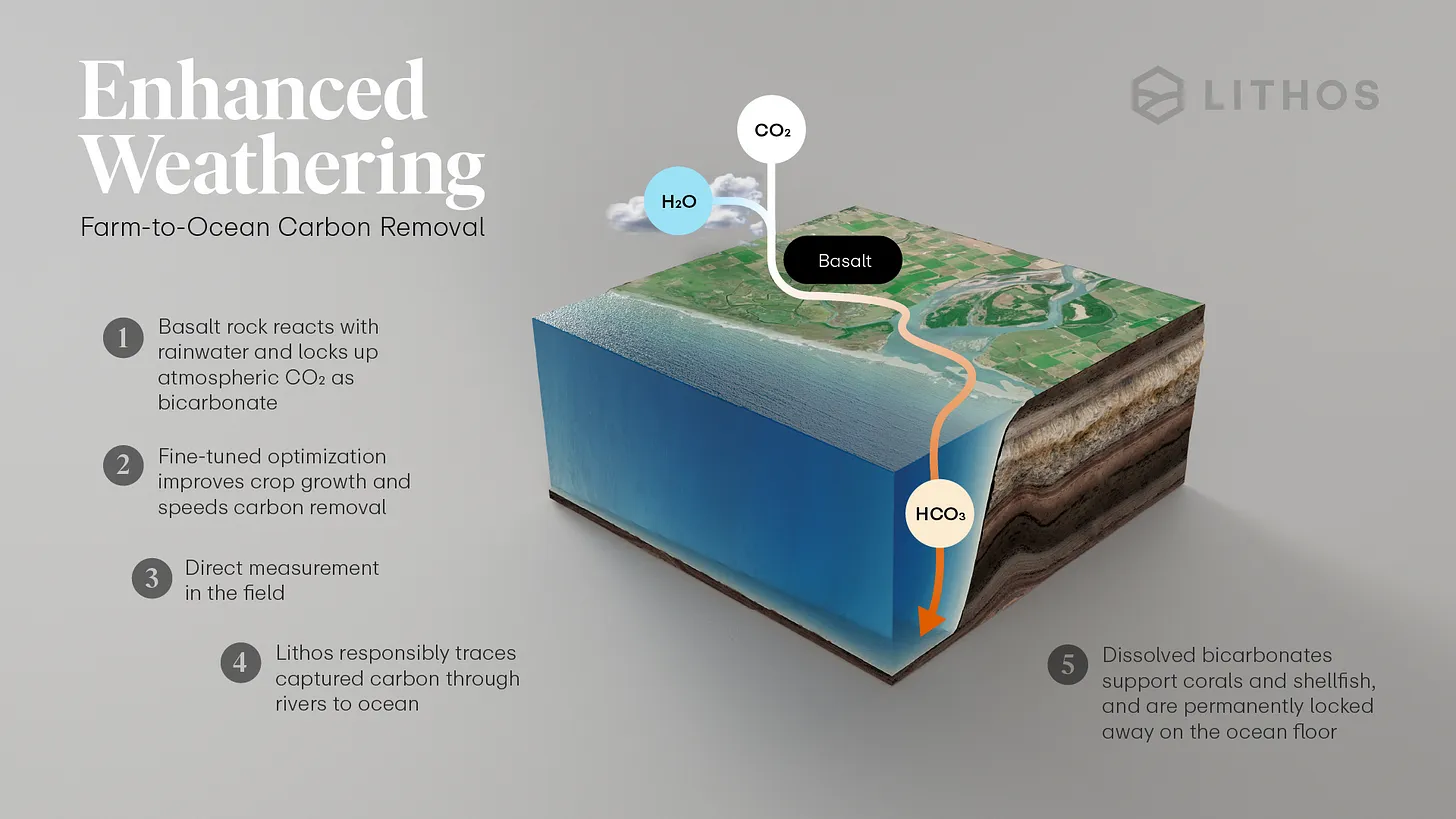 Enhanced
Weathering
Farm-to-Ocean Carbon Removal
LITHOS
CO₂
H₂O
Basalt
HCO₃
1
Basalt rock reacts with
rainwater and locks up
atmospheric CO₂ as
bicarbonate
2
Fine-tuned optimization
improves crop growth and
speeds carbon removal
3
Direct measurement
in the field
4
Lithos responsibly traces
captured carbon through
rivers to ocean
5
Dissolved bicarbonates
support corals and shellfish,
and are permanently locked
away on the ocean floor